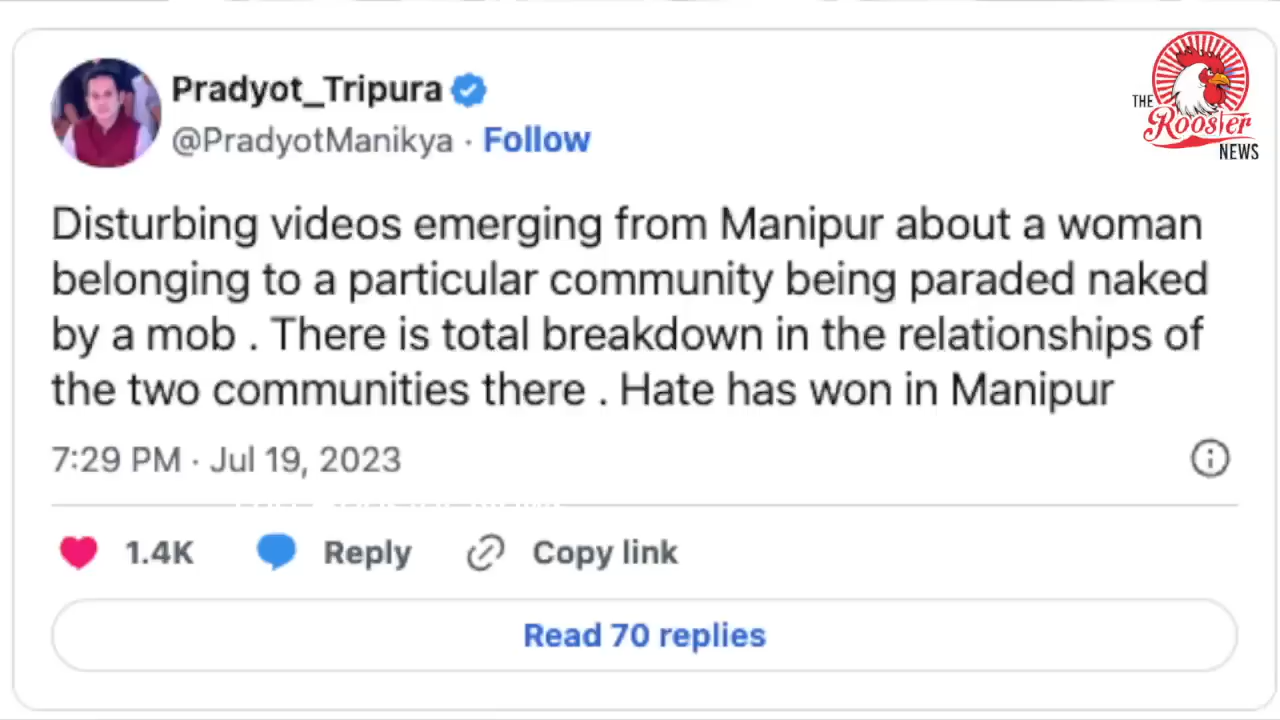 Pradyot_Tripura
@PradyotManikya · Follow
THE
Rooster
NEWS
Disturbing videos emerging from Manipur about a woman
belonging to a particular community being paraded naked
by a mob . There is total breakdown in the relationships of
the two communities there . Hate has won in Manipur
7:29 PM · Jul 19, 2023
1.4K Reply Copy link
Read 70 replies